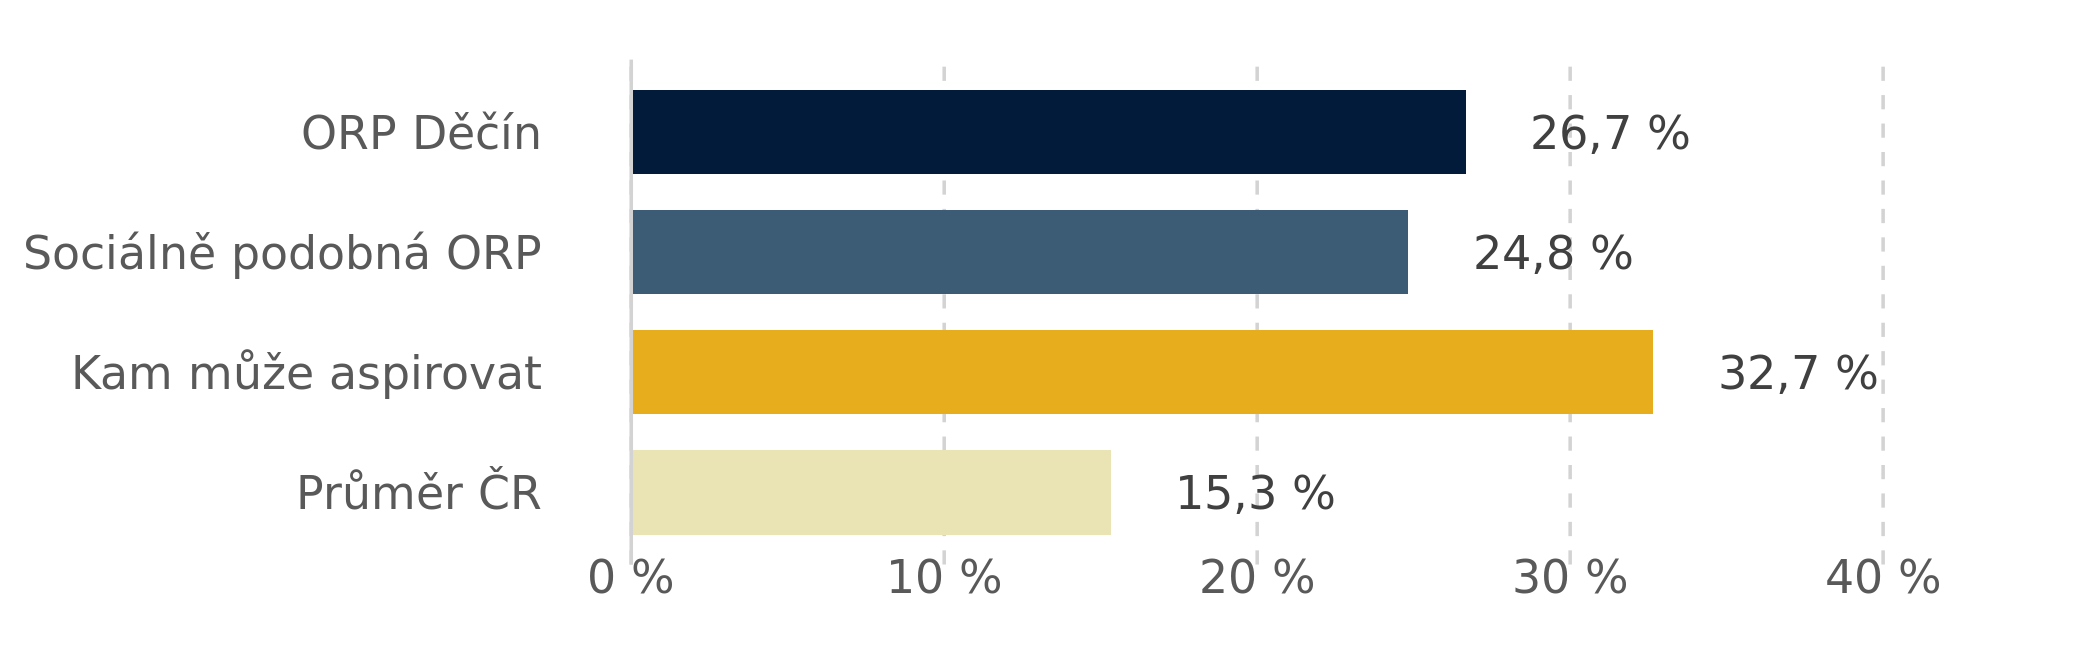 ORP Děčín
26,7 %
Sociálně podobná ORP
24,8 %
Kam může aspirovat
32,7 %
Průměr ČR
15,3 %
0 %
10 %
20 %
30 %
40 %